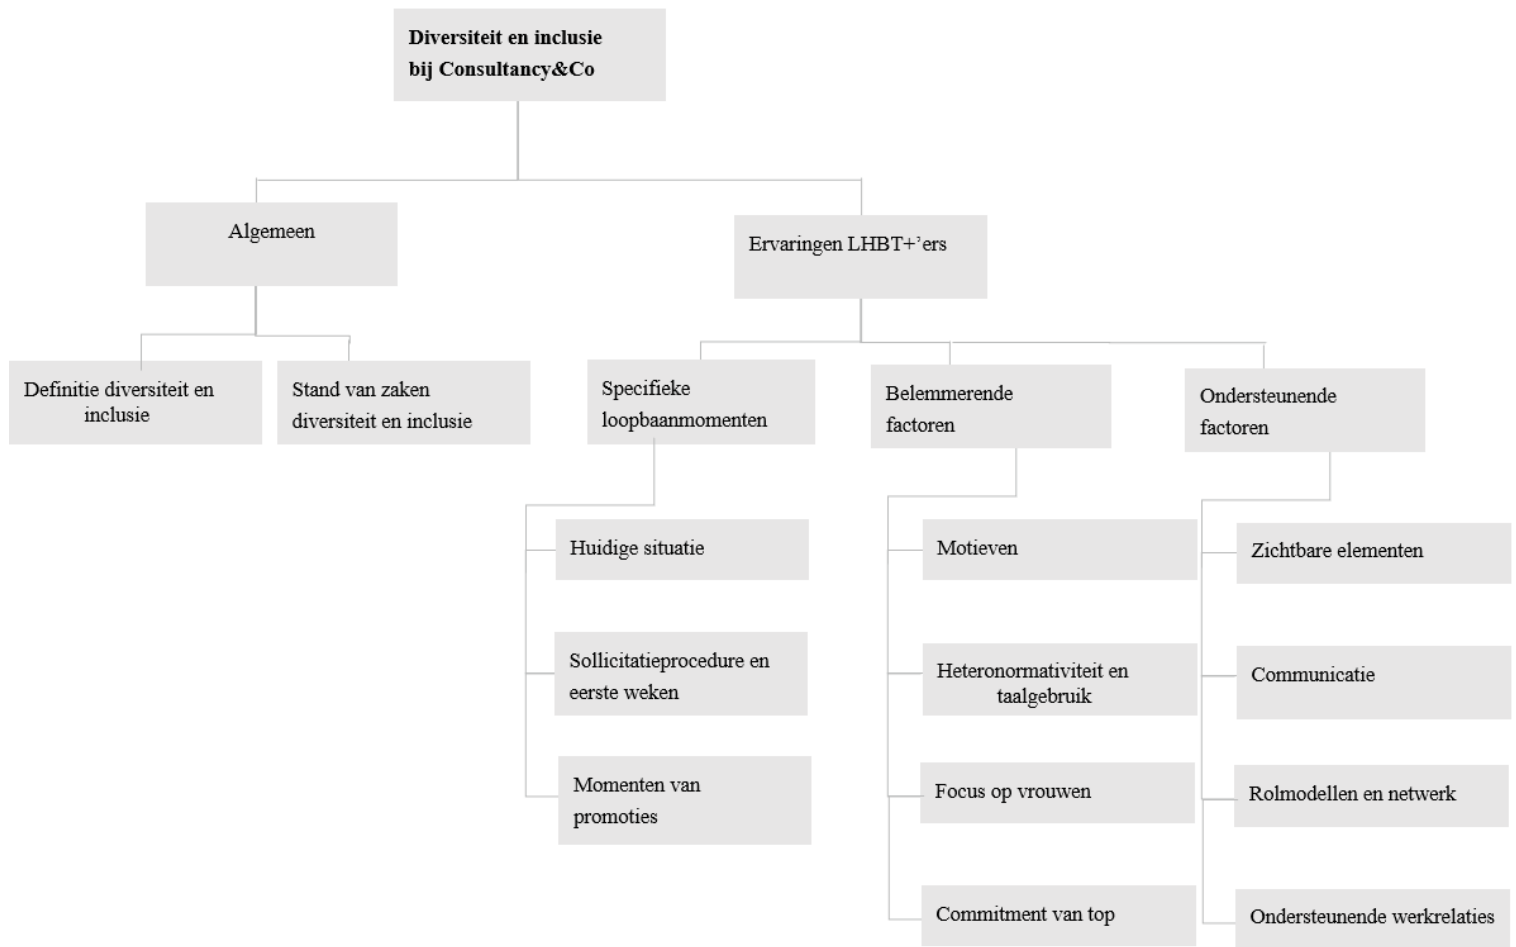 Diversiteit en inclusie
bij Consultancy&Co
Algemeen
Ervaringen LHBT+’ers
Definitie diversiteit en
inclusie
Stand van zaken
diversiteit en inclusie
Specifieke
loopbaanmomenten
Belemmerende
factoren
Ondersteunende
factoren
Huidige situatie
Sollicitatieprocedure en
eerste weken
Momenten van
promoties
Motieven
Heteronormativiteit en
taalgebruik
Focus op vrouwen
Commitment van top
Zichtbare elementen
Communicatie
Rolmodellen en netwerk
Ondersteunende werkrelaties